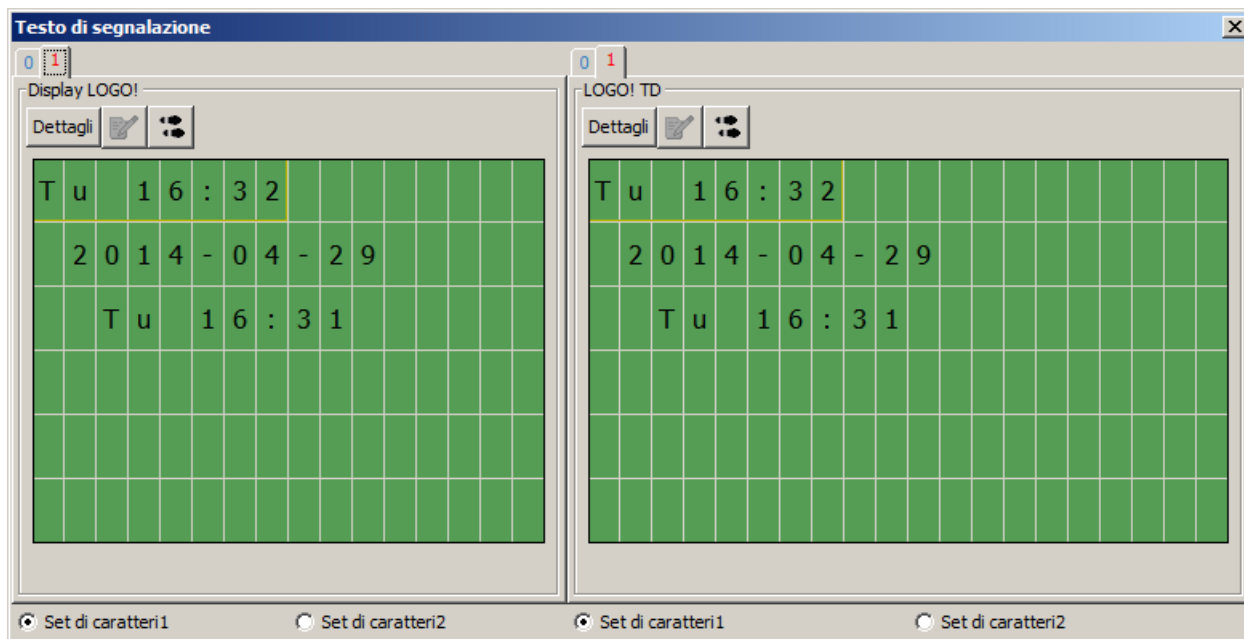 Testo di segnalazione
0 1
Display LOGO!
Dettagli
Tu 16:32
2014-04-29
Tu 16:31
Set di caratteri1 Set di caratteri2
0 1
LOGO! TD
Dettagli
Tu 16:32
2014-04-29
Tu 16:31
Set di caratteri1 Set di caratteri2